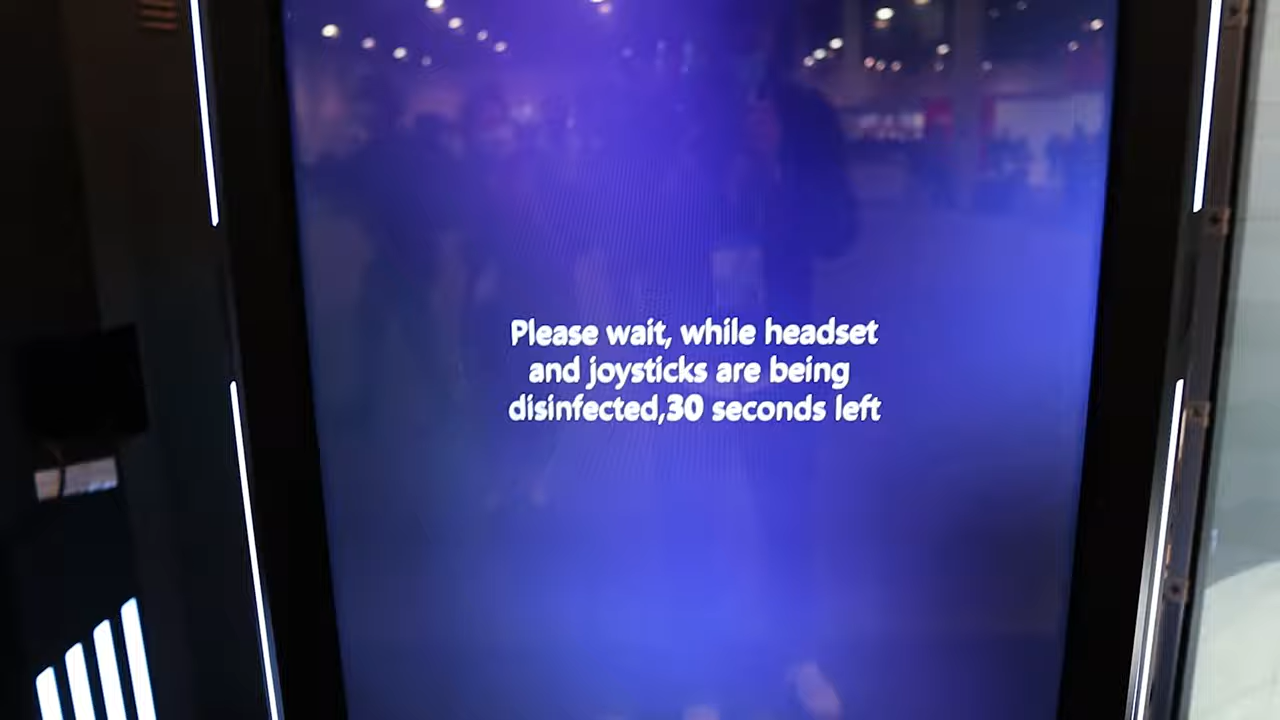 Please wait, while headset
and joysticks are being
disinfected,30 seconds left